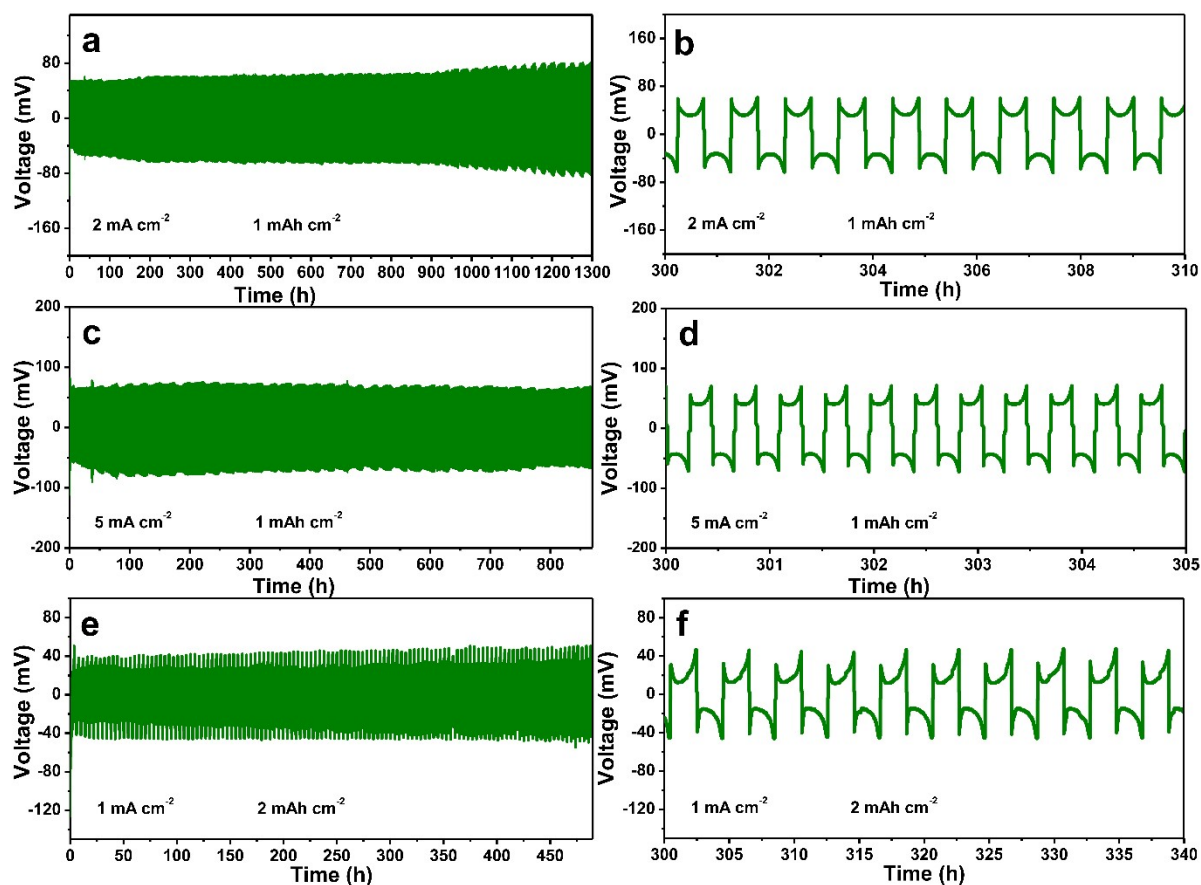 a
Voltage (mV)
80
0
-80
-160
2 mA cm⁻² 1 mAh cm⁻²
0 100 200 300 400 500 600 700 800 900 1000 1100 1200 1300
Time (h)
b
Voltage (mV)
160
80
0
-80
-160
2 mA cm⁻² 1 mAh cm⁻²
300 302 304 306 308 310
Time (h)
c
Voltage (mV)
200
100
0
-100
-200
5 mA cm⁻² 1 mAh cm⁻²
0 100 200 300 400 500 600 700 800
Time (h)
d
Voltage (mV)
200
100
0
-100
-200
5 mA cm⁻² 1 mAh cm⁻²
300 301 302 303 304 305
Time (h)
e
Voltage (mV)
80
40
0
-40
-80
-120
1 mA cm⁻² 2 mAh cm⁻²
0 50 100 150 200 250 300 350 400 450
Time (h)
f
Voltage (mV)
80
40
0
-40
-80
-120
1 mA cm⁻² 2 mAh cm⁻²
300 305 310 315 320 325 330 335 340
Time (h)